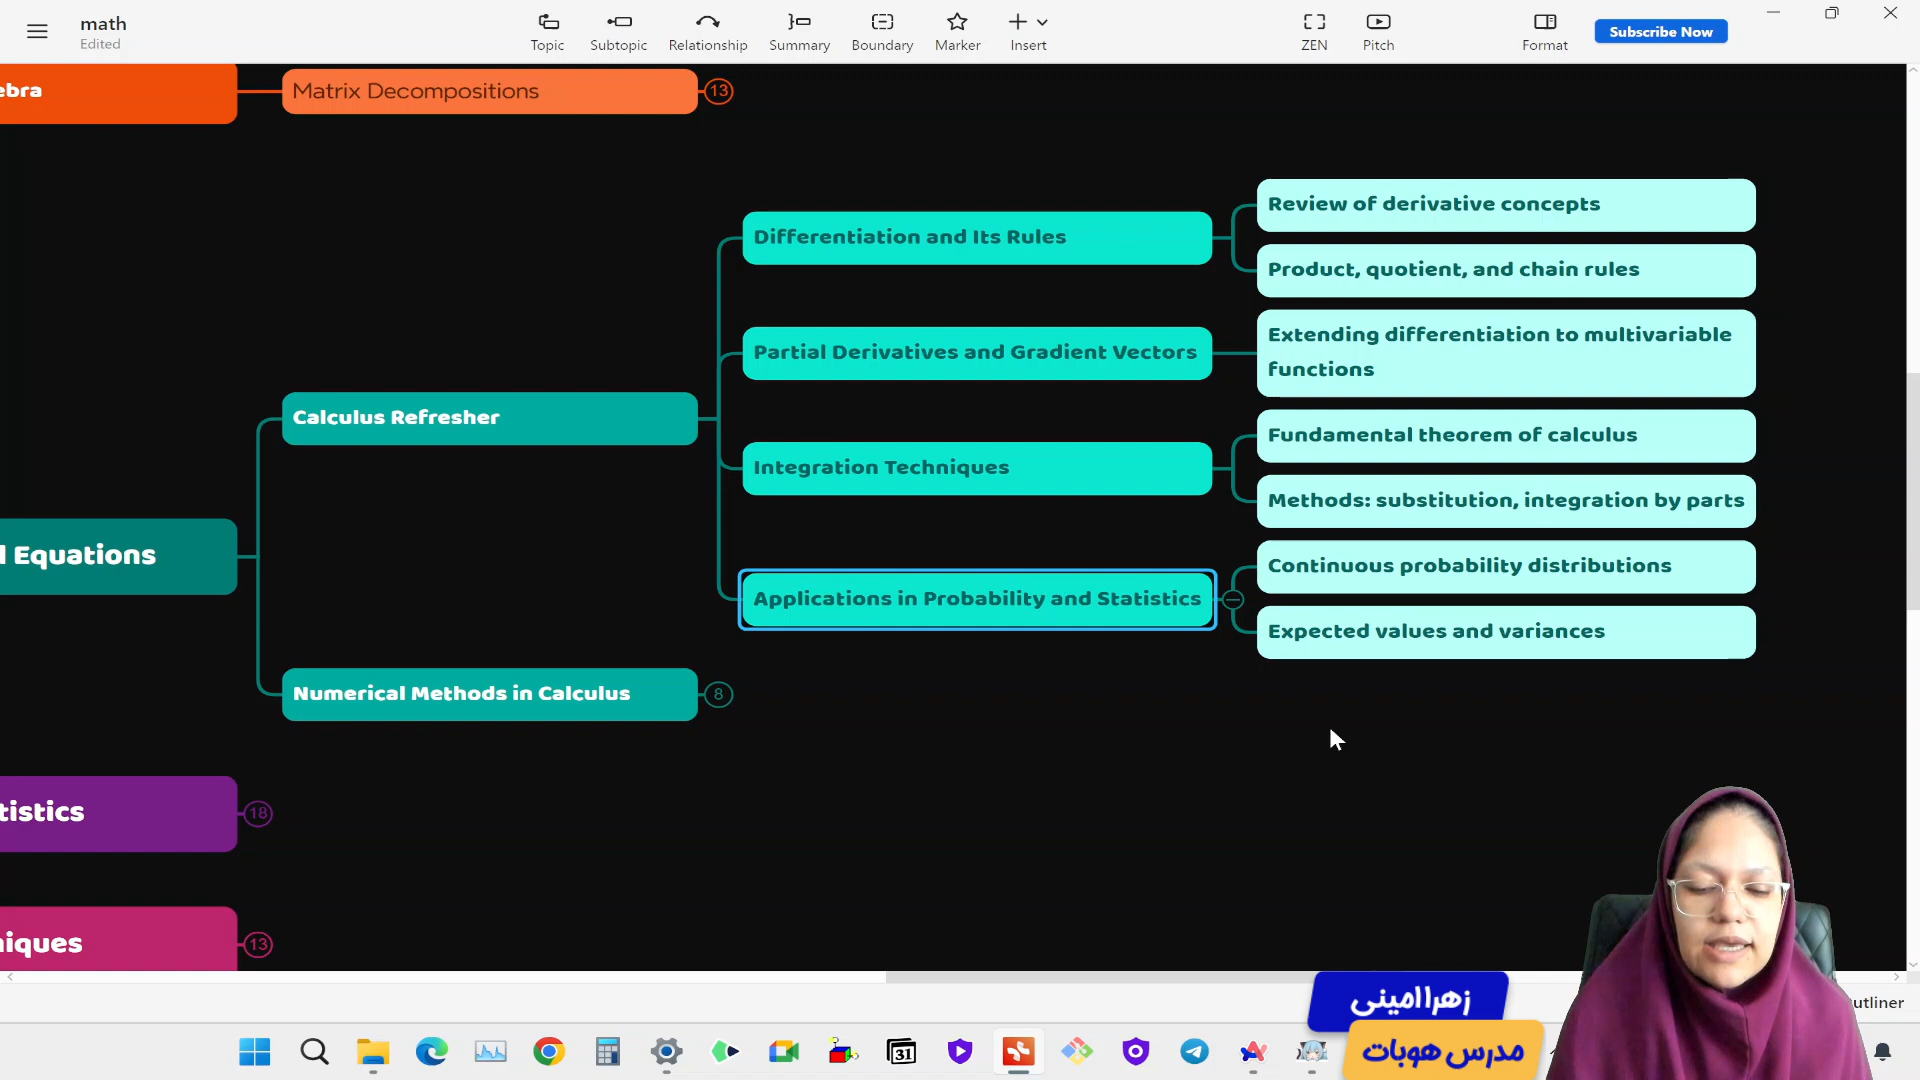 math
Edited
Topic
Subtopic
Relationship
Summary
Boundary
Marker
Insert
ZEN
Pitch
Format
Subscribe Now
ebra
Matrix Decompositions
13
Differentiation and Its Rules
Review of derivative concepts
Product, quotient, and chain rules
Partial Derivatives and Gradient Vectors
Extending differentiation to multivariable
functions
Calculus Refresher
Integration Techniques
Fundamental theorem of calculus
Methods: substitution, integration by parts
l Equations
Applications in Probability and Statistics
Continuous probability distributions
Expected values and variances
Numerical Methods in Calculus
8
tistics
18
niques
13
utliner
زهرا امینی
مدرس هوبات
31